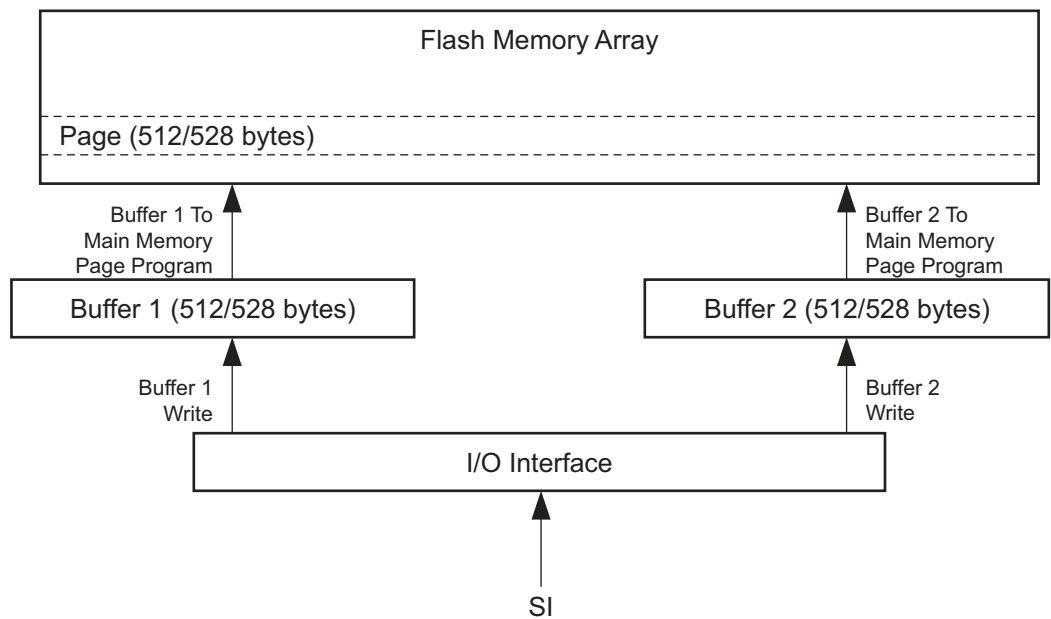 Flash Memory Array
Page (512/528 bytes)
Buffer 1 To
Main Memory
Page Program
Buffer 2 To
Main Memory
Page Program
Buffer 1 (512/528 bytes)
Buffer 2 (512/528 bytes)
Buffer 1
Write
Buffer 2
Write
I/O Interface
SI